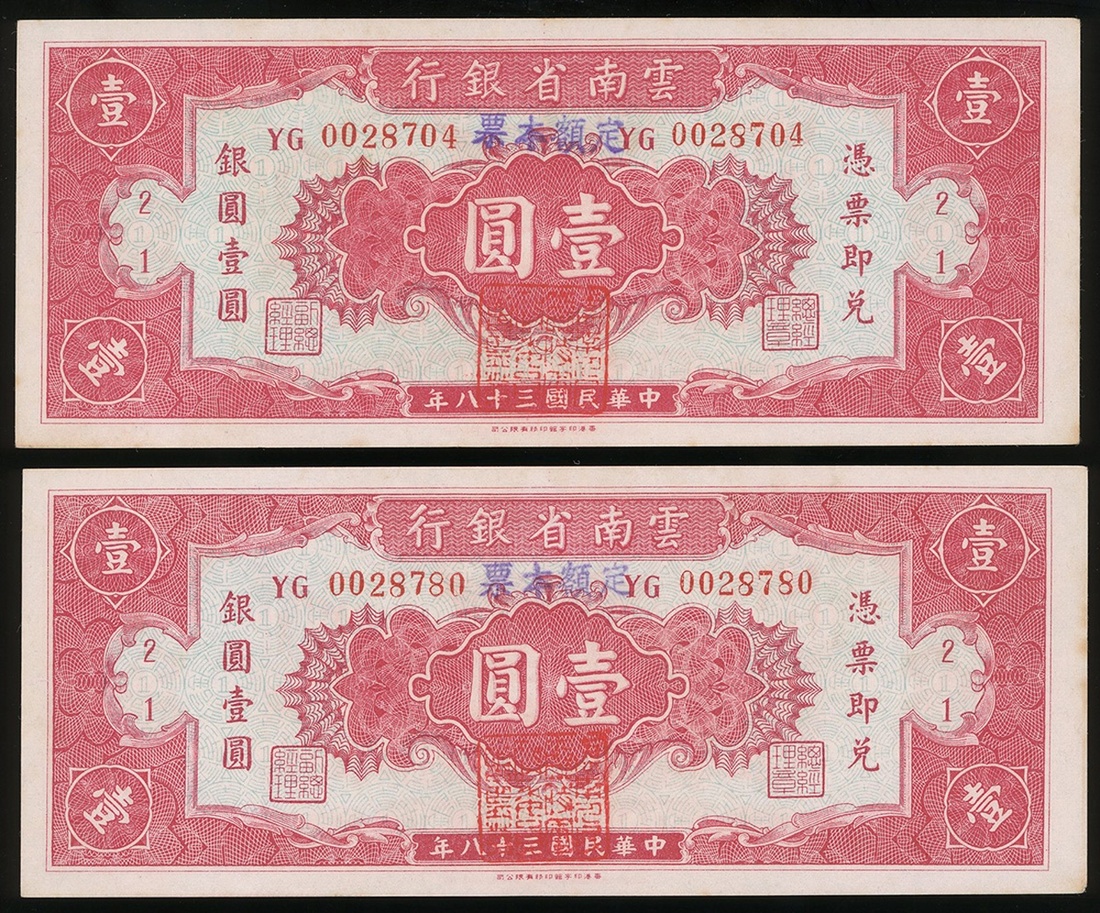 壹
雲南省銀行
壹
YG 0028704
定額本票
YG 0028704
憑票即兌
壹圓
銀圓壹圓
2
1
2
1
總經理章
副總經理
壹
壹
中華民國三十八年
壹
雲南省銀行
壹
YG 0028780
定額本票
YG 0028780
憑票即兌
壹圓
銀圓壹圓
2
1
2
1
總經理章
副總經理
壹
壹
中華民國三十八年